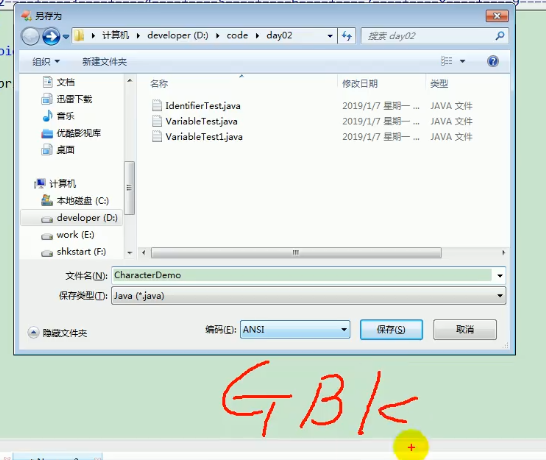 另存为
计算机 ▸ developer (D:) ▸ code ▸ day02
搜索 day02
组织 新建文件夹
文档
迅雷下载
音乐
优酷影视库
桌面
计算机
本地磁盘 (C:)
developer (D:)
work (E:)
shkstart (F:)
名称 修改日期 类型
IdentifierTest.java 2019/1/7 星期一 ... JAVA 文件
VariableTest.java 2019/1/7 星期一 ... JAVA 文件
VariableTest1.java 2019/1/7 星期一 ... JAVA 文件
文件名(N): CharacterDemo
保存类型(T): Java (*.java)
隐藏文件夹 编码(E): ANSI 保存(S) 取消
GBK